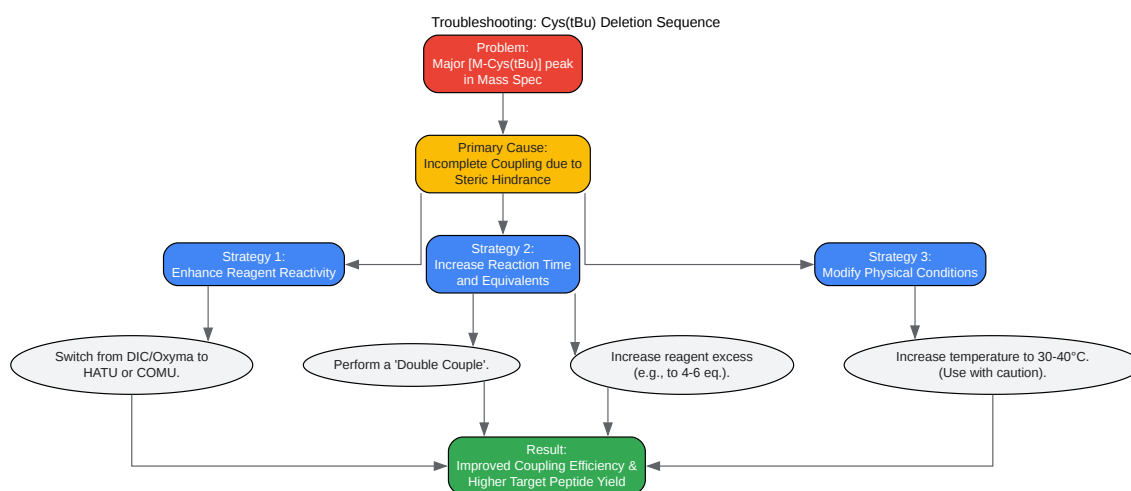 Troubleshooting: Cys(tBu) Deletion Sequence
Problem:
Major [M-Cys(tBu)] peak
in Mass Spec
Primary Cause:
Incomplete Coupling due to
Steric Hindrance
Strategy 1:
Enhance Reagent Reactivity
Strategy 2:
Increase Reaction Time
and Equivalents
Strategy 3:
Modify Physical Conditions
Switch from DIC/Oxyma to
HATU or COMU.
Perform a 'Double Couple'.
Increase reagent excess
(e.g., to 4-6 eq.).
Increase temperature to 30-40°C.
(Use with caution).
Result:
Improved Coupling Efficiency &
Higher Target Peptide Yield